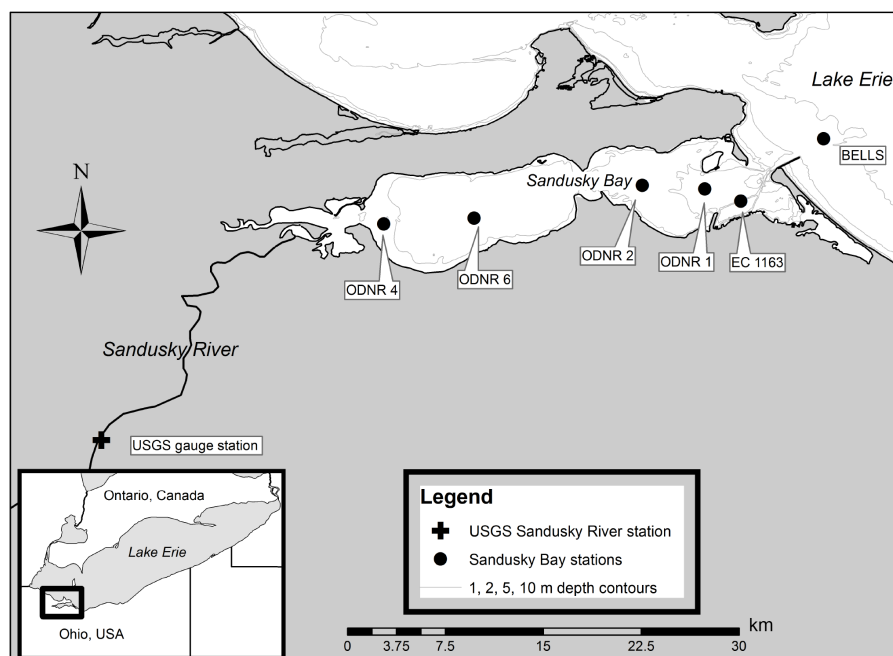 Lake Erie
BELLS
N
Sandusky Bay
ODNR 4
ODNR 6
ODNR 2
ODNR 1
EC 1163
Sandusky River
USGS gauge station
Ontario, Canada
Lake Erie
Ohio, USA
Legend
USGS Sandusky River station
Sandusky Bay stations
1, 2, 5, 10 m depth contours
km
0 3.75 7.5 15 22.5 30